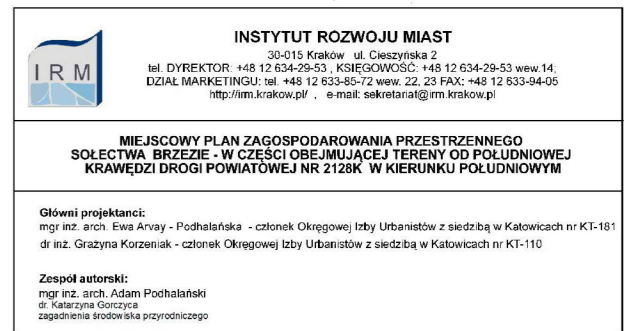 IRM
INSTYTUT ROZWOJU MIAST
30-015 Kraków ul. Cieszyńska 2
tel. DYREKTOR: +48 12 634-29-53 , KSIĘGOWOŚĆ: +48 12 634-29-53 wew.14;
DZIAŁ MARKETINGU: tel. +48 12 633-85-72 wew. 22, 23 FAX: +48 12 633-94-05
http://irm.krakow.pl/ , e-mail: sekretariat@irm.krakow.pl
MIEJSCOWY PLAN ZAGOSPODAROWANIA PRZESTRZENNEGO
SOŁECTWA BRZEZIE - W CZĘŚCI OBEJMUJĄCEJ TERENY OD POŁUDNIOWEJ
KRAWĘDZI DROGI POWIATOWEJ NR 2128K W KIERUNKU POŁUDNIOWYM
Główni projektanci:
mgr inż. arch. Ewa Arvay - Podhalańska - członek Okręgowej Izby Urbanistów z siedzibą w Katowicach nr KT-181
dr inż. Grażyna Korzeniak - członek Okręgowej Izby Urbanistów z siedzibą w Katowicach nr KT-110
Zespół autorski:
mgr inż. arch. Adam Podhalański
dr. Katarzyna Gorczyca
zagadnienia środowiska przyrodniczego